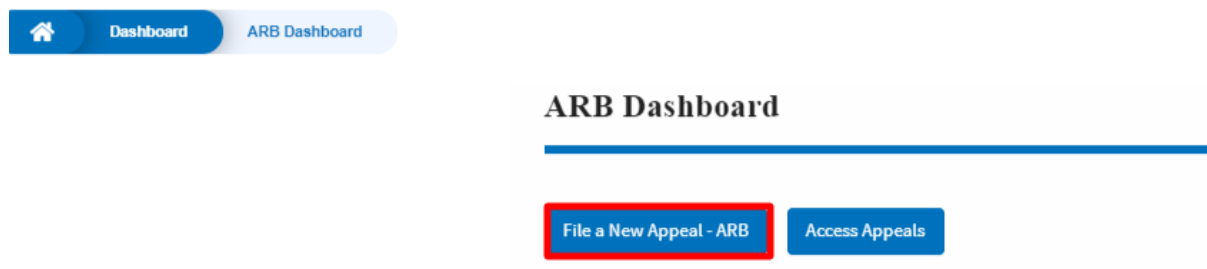 Dashboard ARB Dashboard
ARB Dashboard
File a New Appeal - ARB Access Appeals